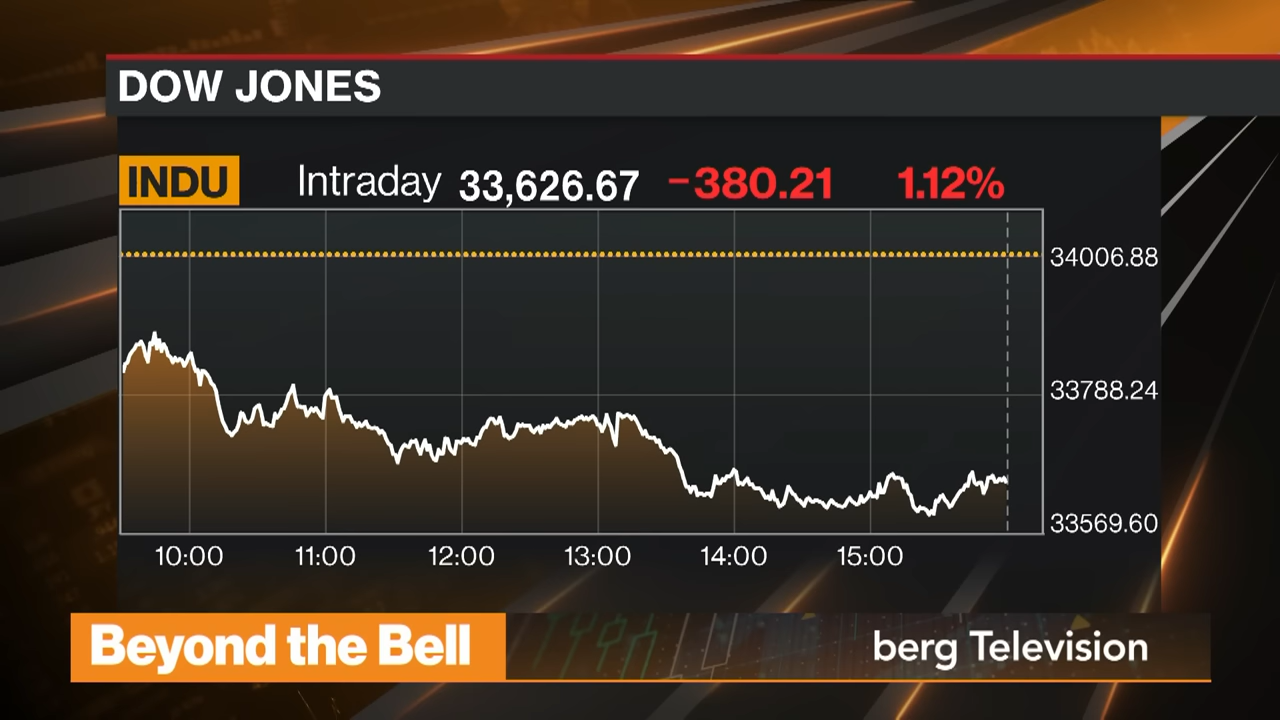 DOW JONES
INDU Intraday 33,626.67 -380.21 1.12%
34006.88
33788.24
33569.60
10:00 11:00 12:00 13:00 14:00 15:00
Beyond the Bell berg Television